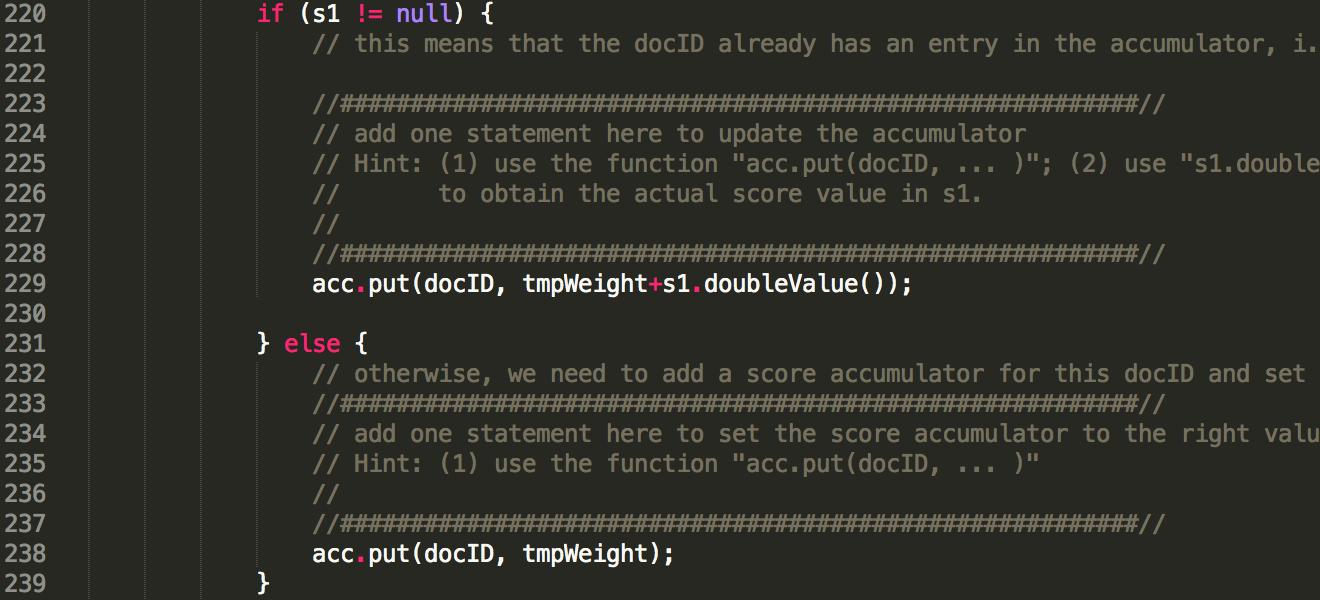 220 if (s1 != null) {
221 // this means that the docID already has an entry in the accumulator, i.
222
223 //#########################################################//
224 // add one statement here to update the accumulator
225 // Hint: (1) use the function "acc.put(docID, ... )"; (2) use "s1.double
226 // to obtain the actual score value in s1.
227 //
228 //#########################################################//
229 acc.put(docID, tmpWeight+s1.doubleValue());
230
231 } else {
232 // otherwise, we need to add a score accumulator for this docID and set
233 //#########################################################//
234 // add one statement here to set the score accumulator to the right valu
235 // Hint: (1) use the function "acc.put(docID, ... )"
236 //
237 //#########################################################//
238 acc.put(docID, tmpWeight);
239 }